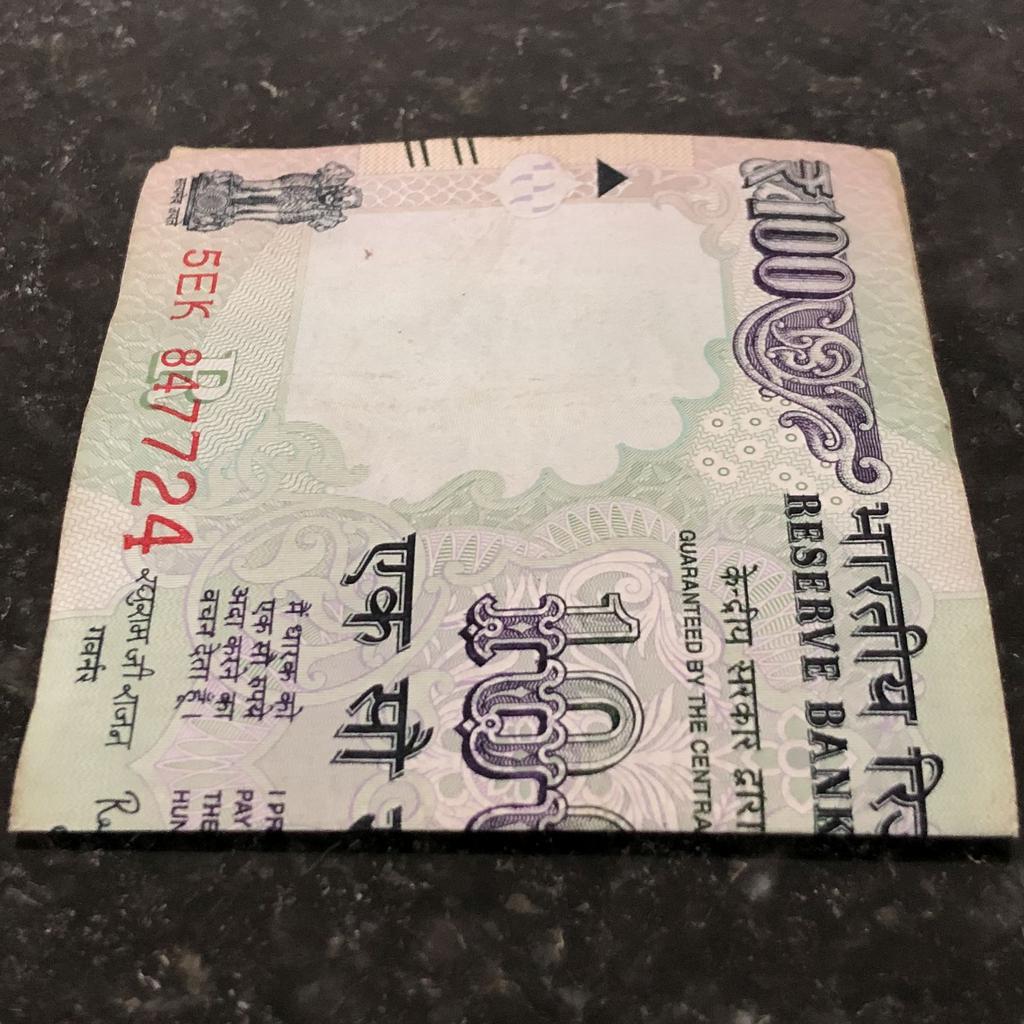 ₹100
भारतीय रि
RESERVE BANK
केन्द्रीय सरकार द्वारा
GUARANTEED BY THE CENTRA
100
एक सौ
मैं धारक को
एक सौ रुपये
अदा करने का
वचन देता हूँ।
I PR
PAY
THE
HUN
रघुराम जी राजन
गवर्नर
5EK 847724
सत्यमेव जयते